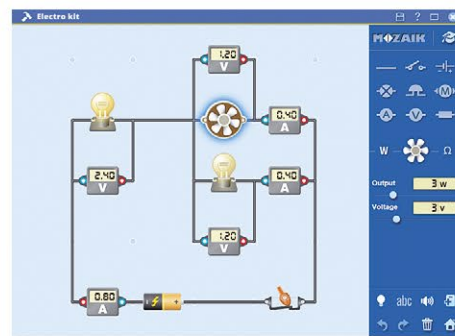 Electro kit
MOZAIK
1.20
V
0.40
A
2.40
V
0.40
A
1.20
V
0.80
A
M
A
V
W
Ω
Output
3 w
Voltage
3 v
abc